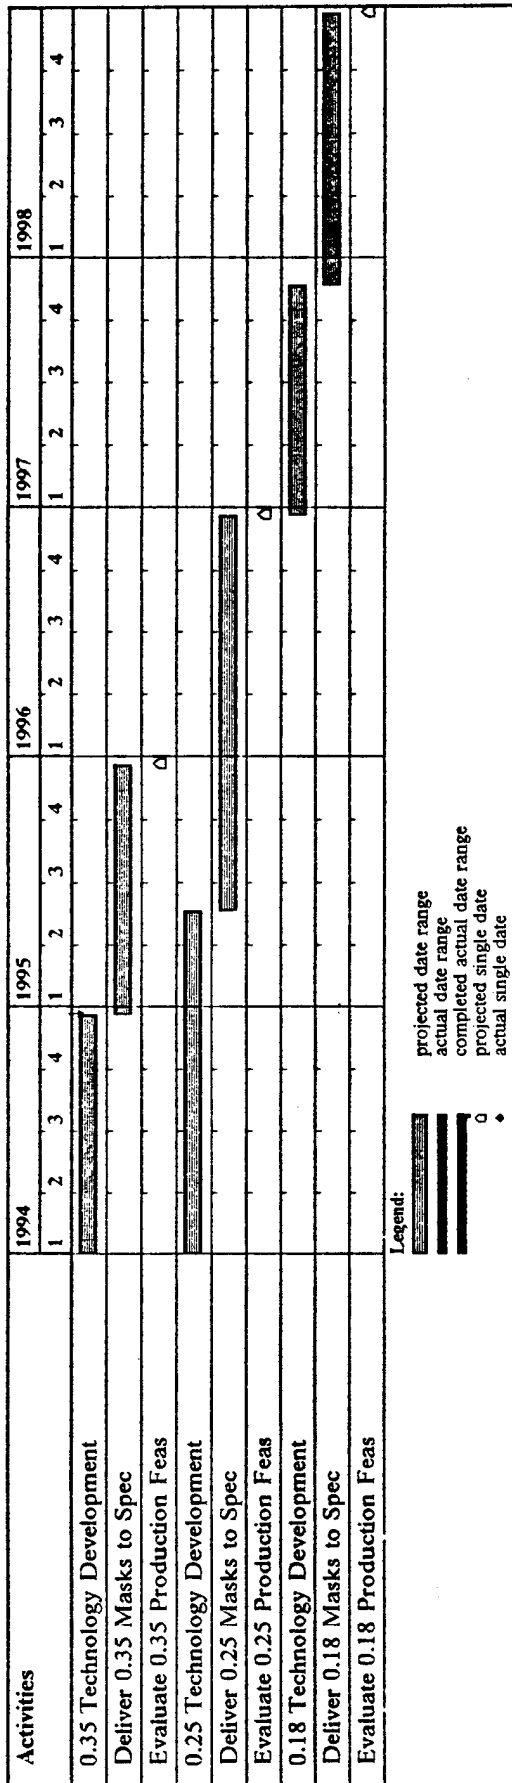 Activities 1994 1995 1996 1997 1998
1 2 3 4 1 2 3 4 1 2 3 4 1 2 3 4 1 2 3 4
0.35 Technology Development
Deliver 0.35 Masks to Spec
Evaluate 0.35 Production Feas
0.25 Technology Development
Deliver 0.25 Masks to Spec
Evaluate 0.25 Production Feas
0.18 Technology Development
Deliver 0.18 Masks to Spec
Evaluate 0.18 Production Feas
Legend:
projected date range
actual date range
completed actual date range
projected single date
actual single date